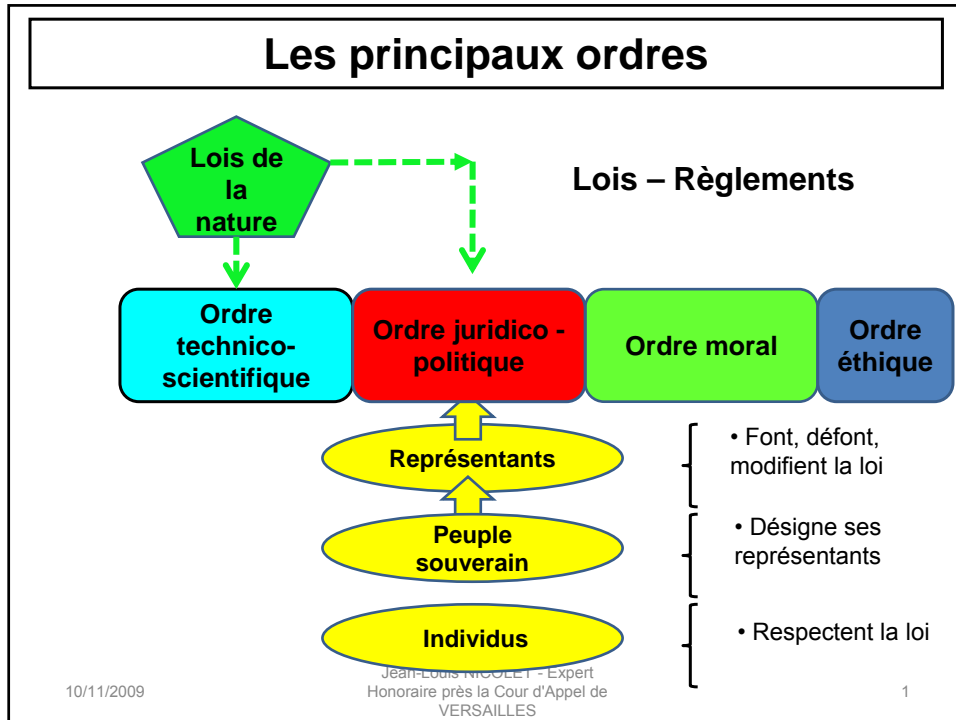 Les principaux ordres
Lois de
la
nature
Lois – Règlements
Ordre
technico-
scientifique
Ordre juridico -
politique
Ordre moral
Ordre
éthique
Représentants
• Font, défont,
modifient la loi
Peuple
souverain
• Désigne ses
représentants
Individus
• Respectent la loi
10/11/2009
Jean-Louis NICOLET - Expert
Honoraire près la Cour d'Appel de
VERSAILLES
1